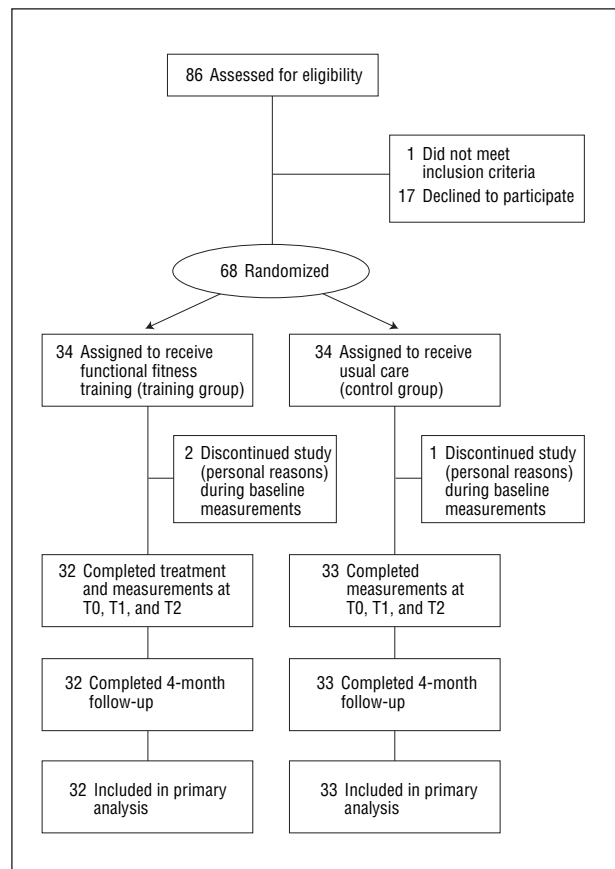 86 Assessed for eligibility
1 Did not meet
inclusion criteria
17 Declined to participate
68 Randomized
34 Assigned to receive
functional fitness
training (training group)
34 Assigned to receive
usual care
(control group)
2 Discontinued study
(personal reasons)
during baseline
measurements
1 Discontinued study
(personal reasons)
during baseline
measurements
32 Completed treatment
and measurements at
T0, T1, and T2
33 Completed
measurements at
T0, T1, and T2
32 Completed 4-month
follow-up
33 Completed 4-month
follow-up
32 Included in primary
analysis
33 Included in primary
analysis